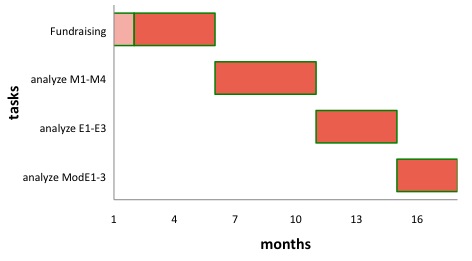 Fundraising
analyze M1-M4
analyze E1-E3
analyze ModE1-3
tasks
1 4 7 10 13 16
months